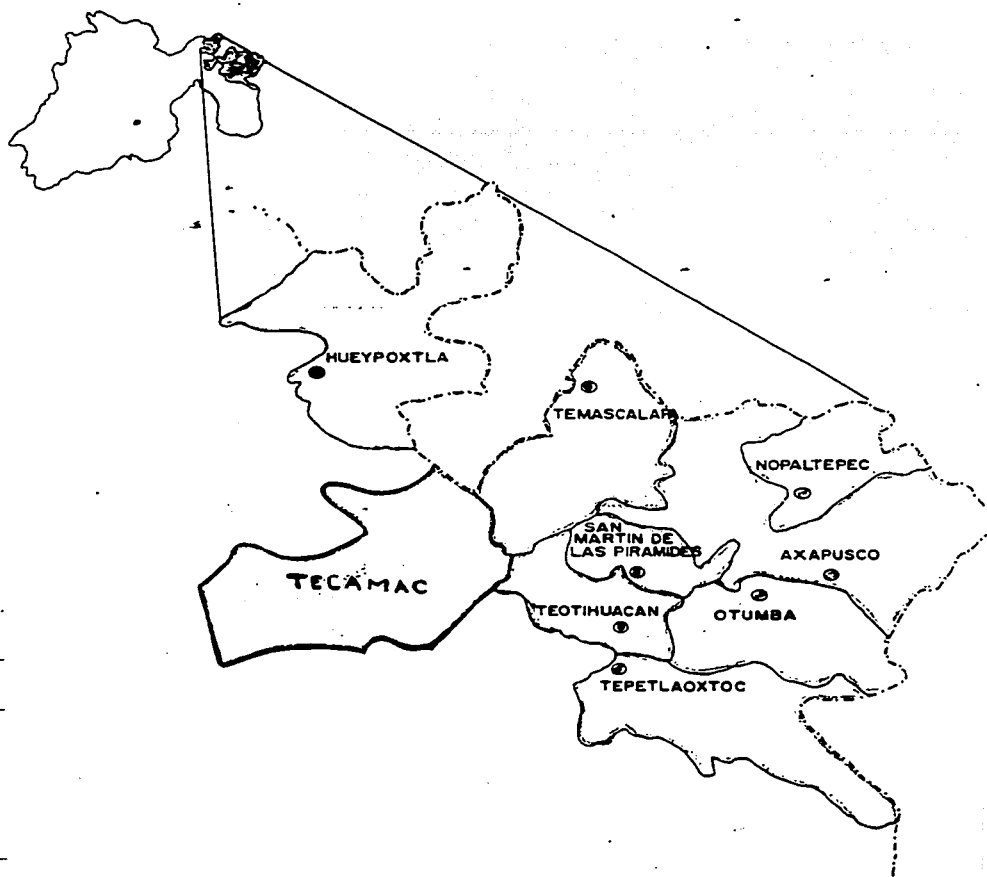 HUEYPOXTLA
TEMASCALAPA
NOPALTEPEC
SAN
MARTIN DE
LAS PIRAMIDES
AXAPUSCO
TECAMAC
TEOTIHUACAN
OTUMBA
TEPETLAOXTOC